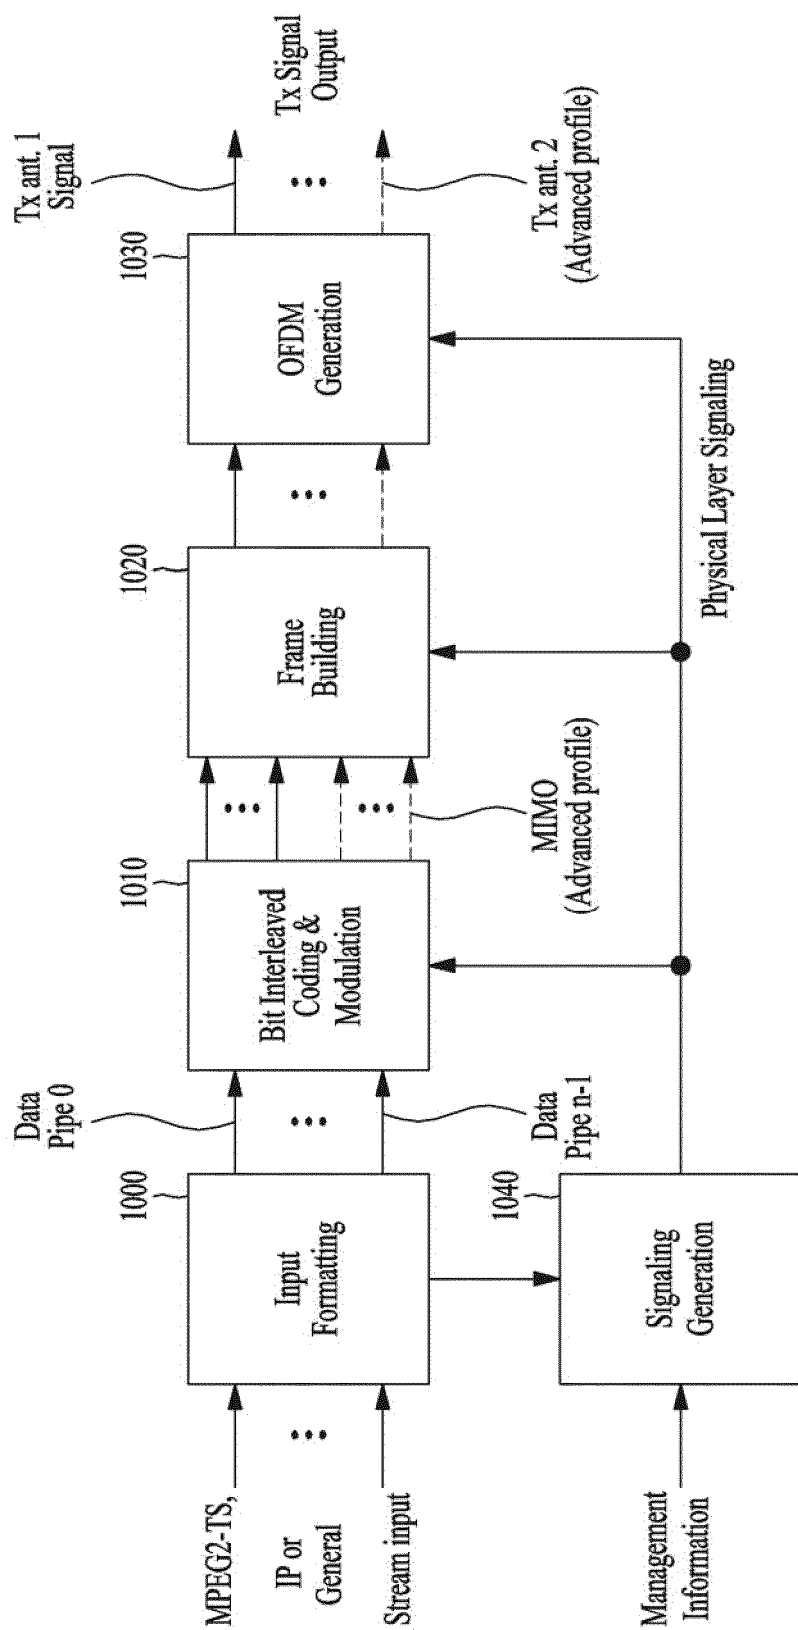 MPEG2-TS,
IP or
General
Stream input
1000
Input
Formatting
Data
Pipe 0
Data
Pipe n-1
1010
Bit Interleaved
Coding &
Modulation
MIMO
(Advanced profile)
1020
Frame
Building
1030
OFDM
Generation
Tx ant. 1
Signal
Tx Signal
Output
Tx ant. 2
(Advanced profile)
Management
Information
1040
Signaling
Generation
Physical Layer Signaling